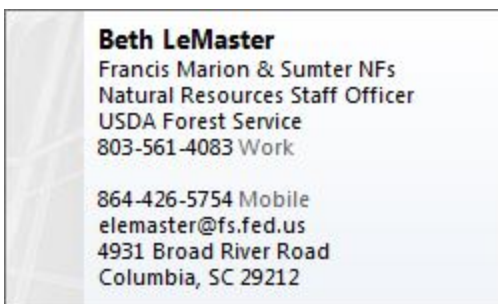 Beth LeMaster
Francis Marion & Sumter NFs
Natural Resources Staff Officer
USDA Forest Service
803-561-4083 Work
864-426-5754 Mobile
elemaster@fs.fed.us
4931 Broad River Road
Columbia, SC 29212